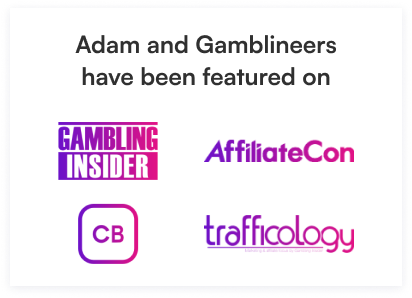 Adam and Gamblineers
have been featured on
GAMBLING
INSIDER
AffiliateCon
CB
trafficology